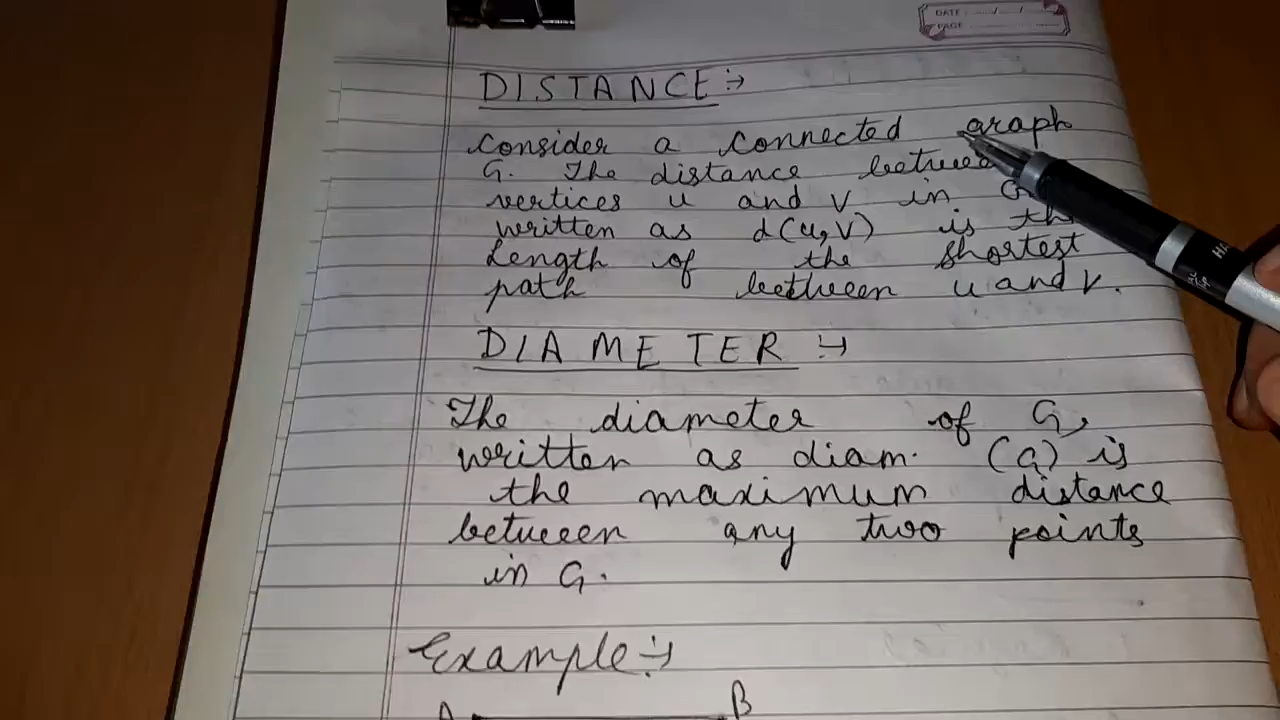 DATE : / /
PAGE
DISTANCE :→
Consider a connected graph
G. The distance between
vertices u and v in G
written as d(u,v) is the
length of the shortest
path between u and v.
DIAMETER :→
The diameter of G,
written as diam. (G) is
the maximum distance
between any two points
in G.
Example :→
A B